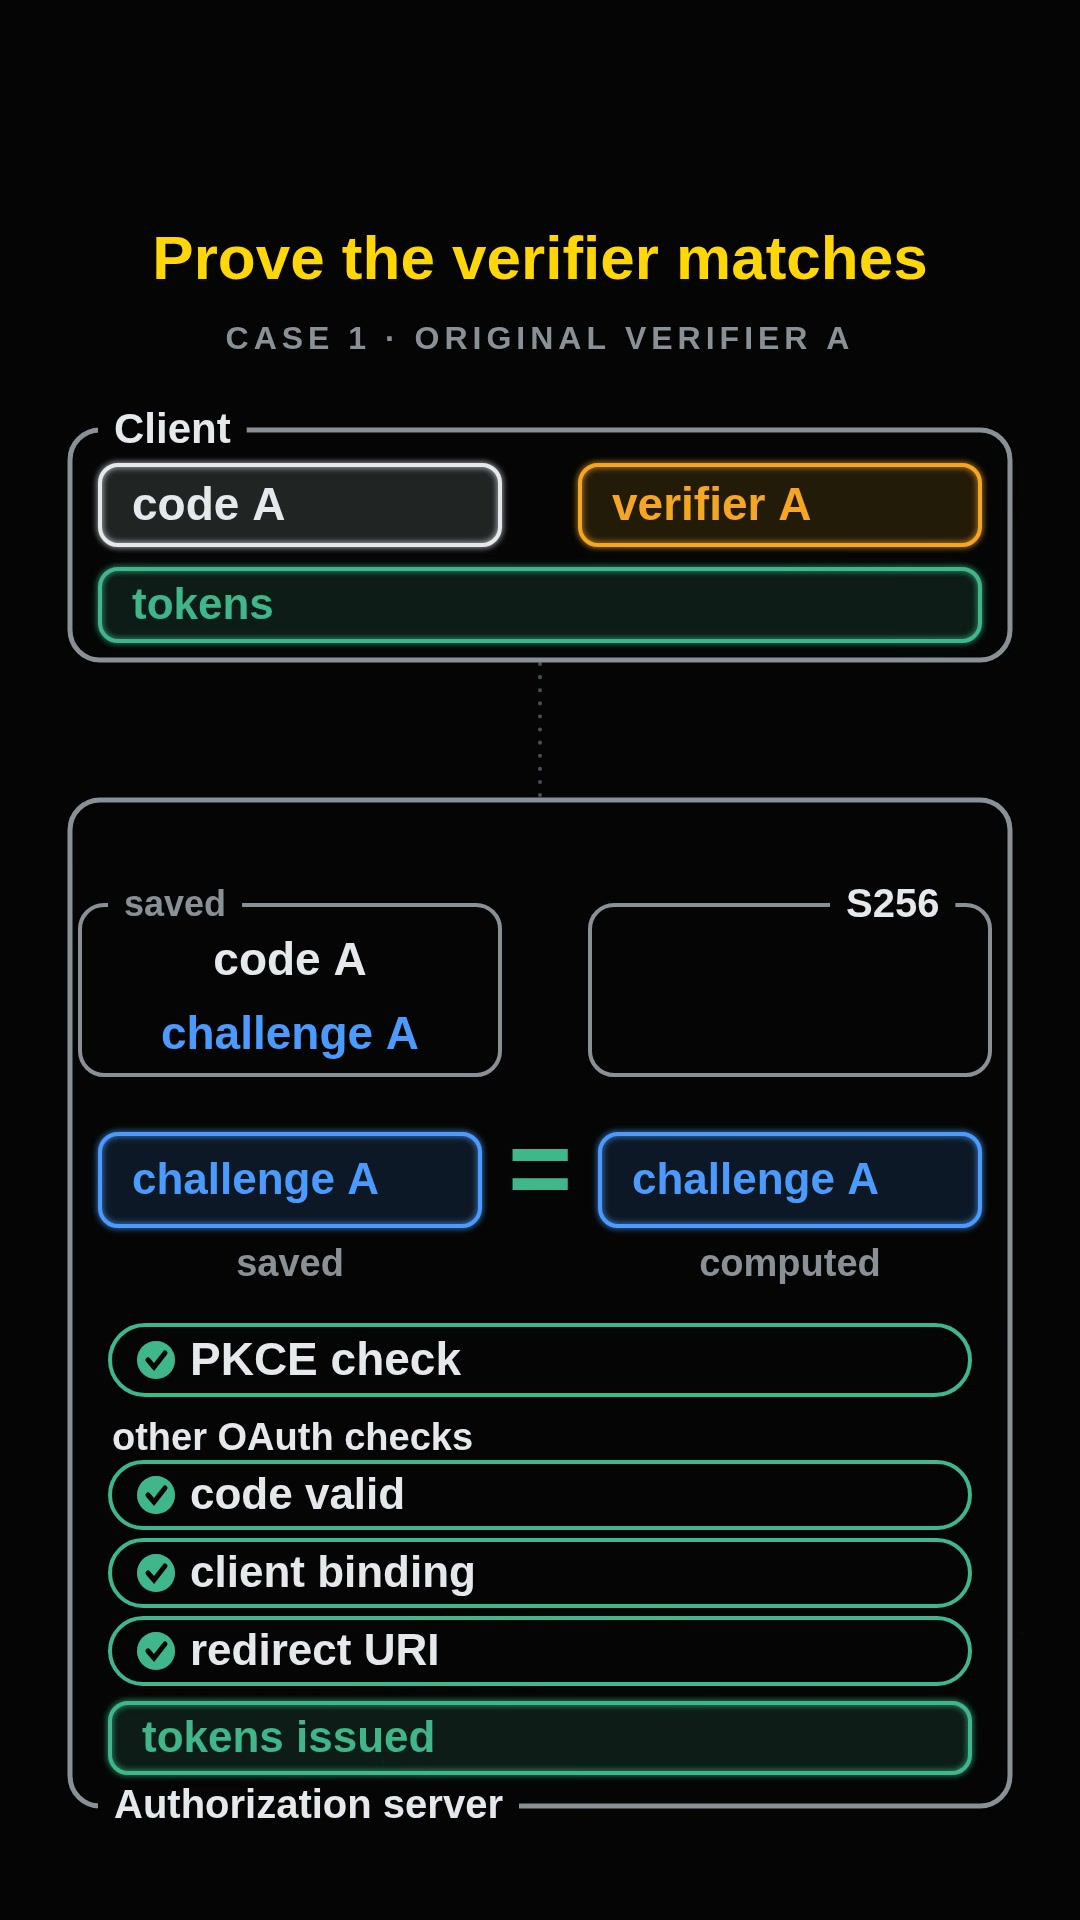 Prove the verifier matches
CASE 1 · ORIGINAL VERIFIER A
Client
code A
verifier A
tokens
saved
S256
code A
challenge A
challenge A
=
challenge A
saved
computed
PKCE check
other OAuth checks
code valid
client binding
redirect URI
tokens issued
Authorization server